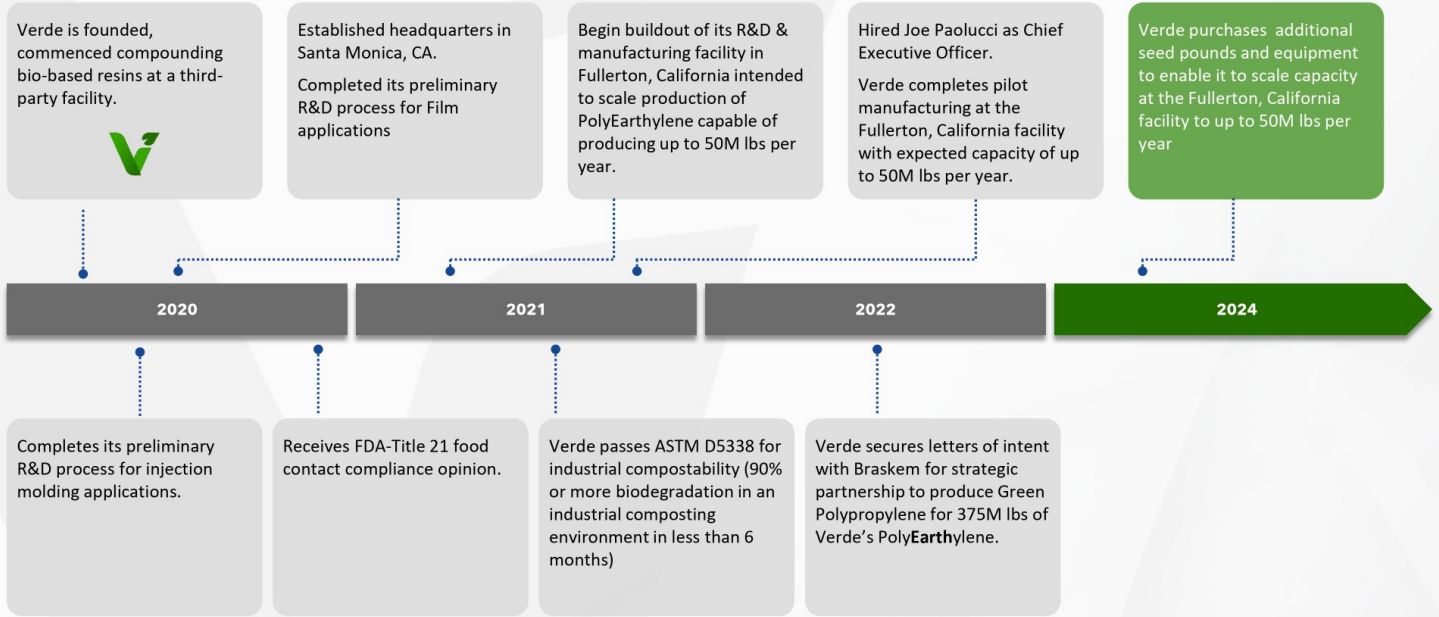 Verde is founded,
commenced compounding
bio-based resins at a third-
party facility.
Established headquarters in
Santa Monica, CA.
Completed its preliminary
R&D process for Film
applications
Begin buildout of its R&D &
manufacturing facility in
Fullerton, California intended
to scale production of
PolyEarthylene capable of
producing up to 50M lbs per
year.
Hired Joe Paolucci as Chief
Executive Officer.
Verde completes pilot
manufacturing at the
Fullerton, California facility
with expected capacity of up
to 50M lbs per year.
Verde purchases  additional
seed pounds and equipment
to enable it to scale capacity
at the Fullerton, California
facility to up to 50M lbs per
year
2020
2021
2022
2024
Completes its preliminary
R&D process for injection
molding applications.
Receives FDA-Title 21 food
contact compliance opinion.
Verde passes ASTM D5338 for
industrial compostability (90%
or more biodegradation in an
industrial composting
environment in less than 6
months)
Verde secures letters of intent
with Braskem for strategic
partnership to produce Green
Polypropylene for 375M lbs of
Verde's PolyEarthylene.